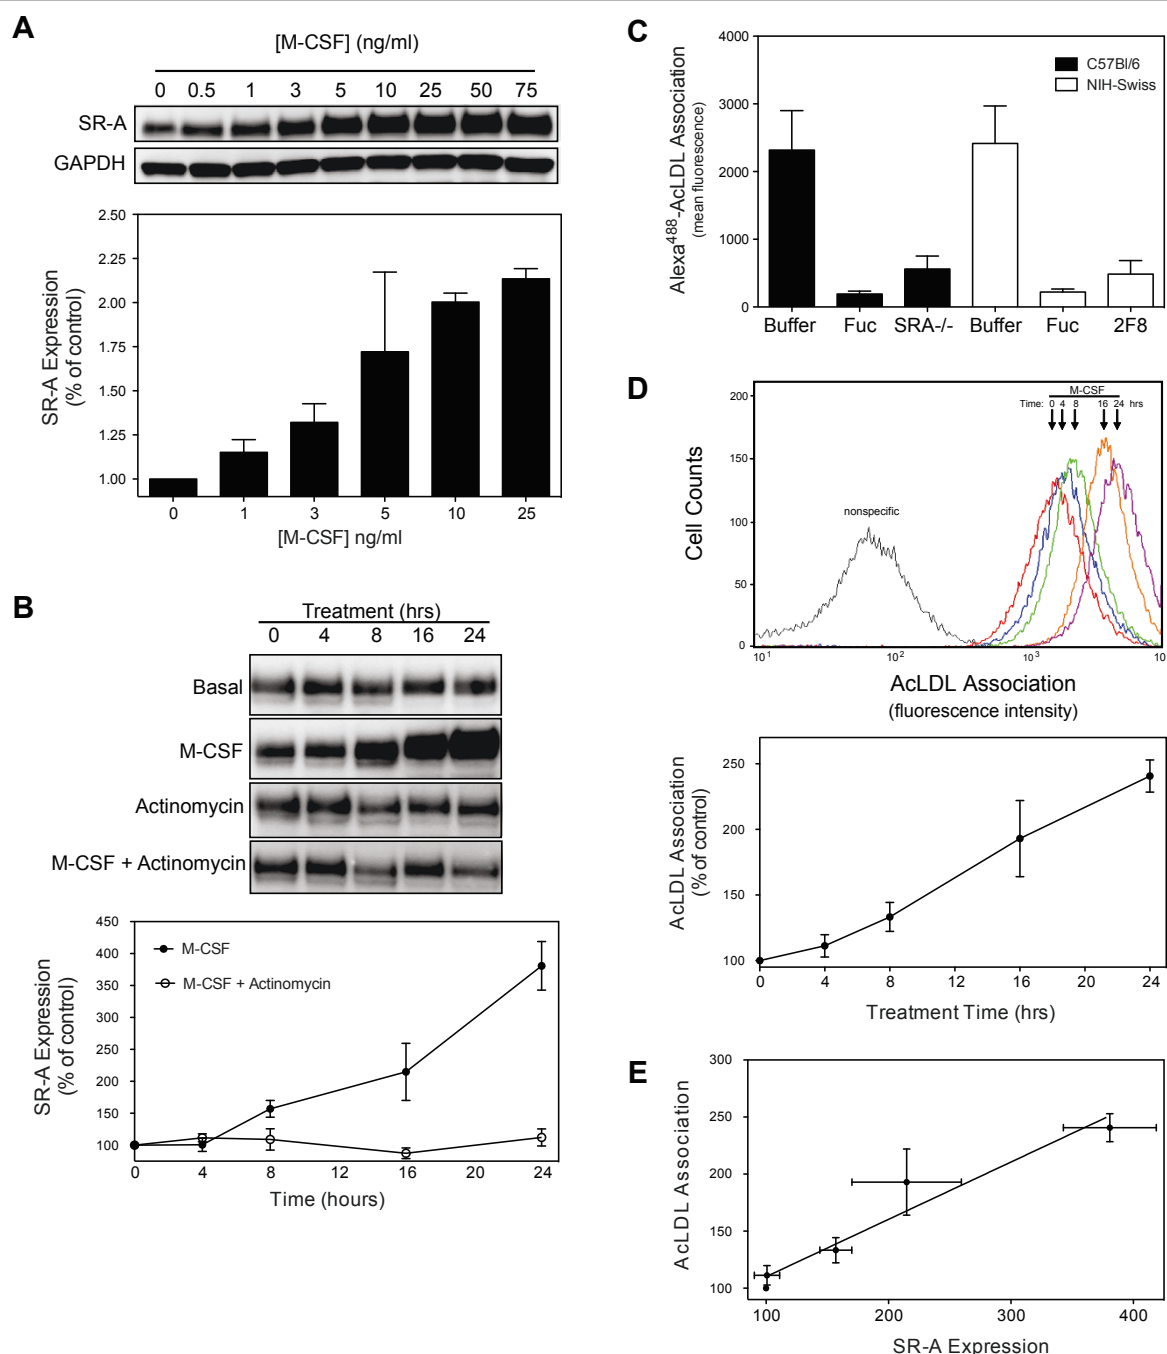 A
[M-CSF] (ng/ml)
0 0.5 1 3 5 10 25 50 75
SR-A
GAPDH
SR-A Expression
(% of control)
2.50
2.25
2.00
1.75
1.50
1.25
1.00
0 1 3 5 10 25
[M-CSF] ng/ml
B
Treatment (hrs)
0 4 8 16 24
Basal
M-CSF
Actinomycin
M-CSF + Actinomycin
SR-A Expression
(% of control)
450
400
350
300
250
200
150
100
M-CSF
M-CSF + Actinomycin
0 4 8 12 16 20 24
Time (hours)
C
Alexa488-AcLDL Association
(mean fluorescence)
4000
3000
2000
1000
0
C57Bl/6
NIH-Swiss
Buffer Fuc SRA-/- Buffer Fuc 2F8
D
Cell Counts
200
150
100
50
0
M-CSF
Time: 0 4 8 16 24 hrs
nonspecific
10^1 10^2 10^3 10
AcLDL Association
(fluorescence intensity)
AcLDL Association
(% of control)
250
200
150
100
0 4 8 12 16 20 24
Treatment Time (hrs)
E
AcLDL Association
300
250
200
150
100
100 200 300 400
SR-A Expression